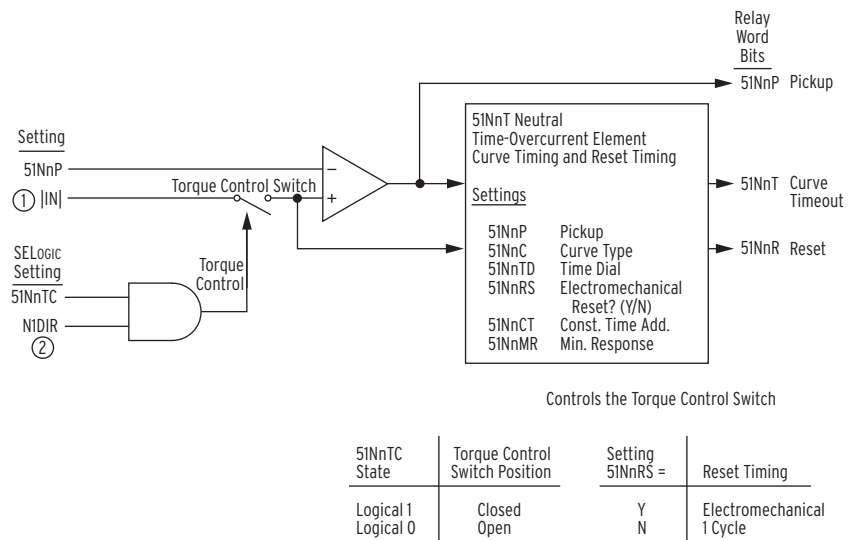 Relay
Word
Bits
51NnP Pickup
Setting
51NnP
① |IN|
Torque Control Switch
−
+
SELOGIC
Setting
51NnTC
N1DIR
②
Torque
Control
51NnT Neutral
Time-Overcurrent Element
Curve Timing and Reset Timing
Settings
51NnP Pickup
51NnC Curve Type
51NnTD Time Dial
51NnRS Electromechanical
Reset? (Y/N)
51NnCT Const. Time Add.
51NnMR Min. Response
51NnT Curve
Timeout
51NnR Reset
Controls the Torque Control Switch
51NnTC State Torque Control Switch Position
Logical 1 Closed
Logical 0 Open
Setting 51NnRS = Reset Timing
Y Electromechanical
N 1 Cycle